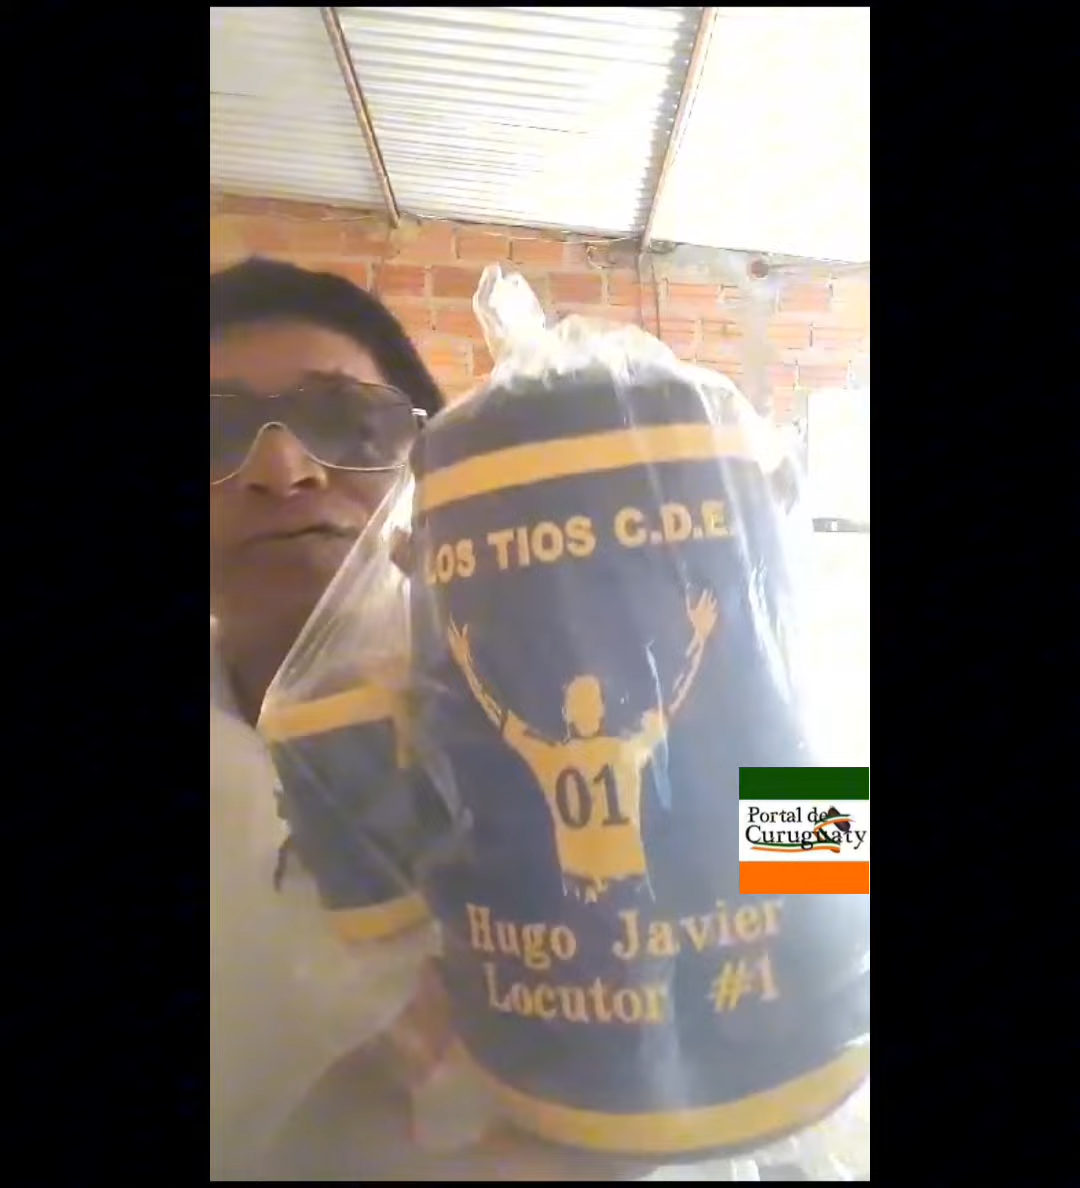 LOS TIOS C.D.E.
01
Portal de
Curuguaty
Hugo Javier
Locutor #1